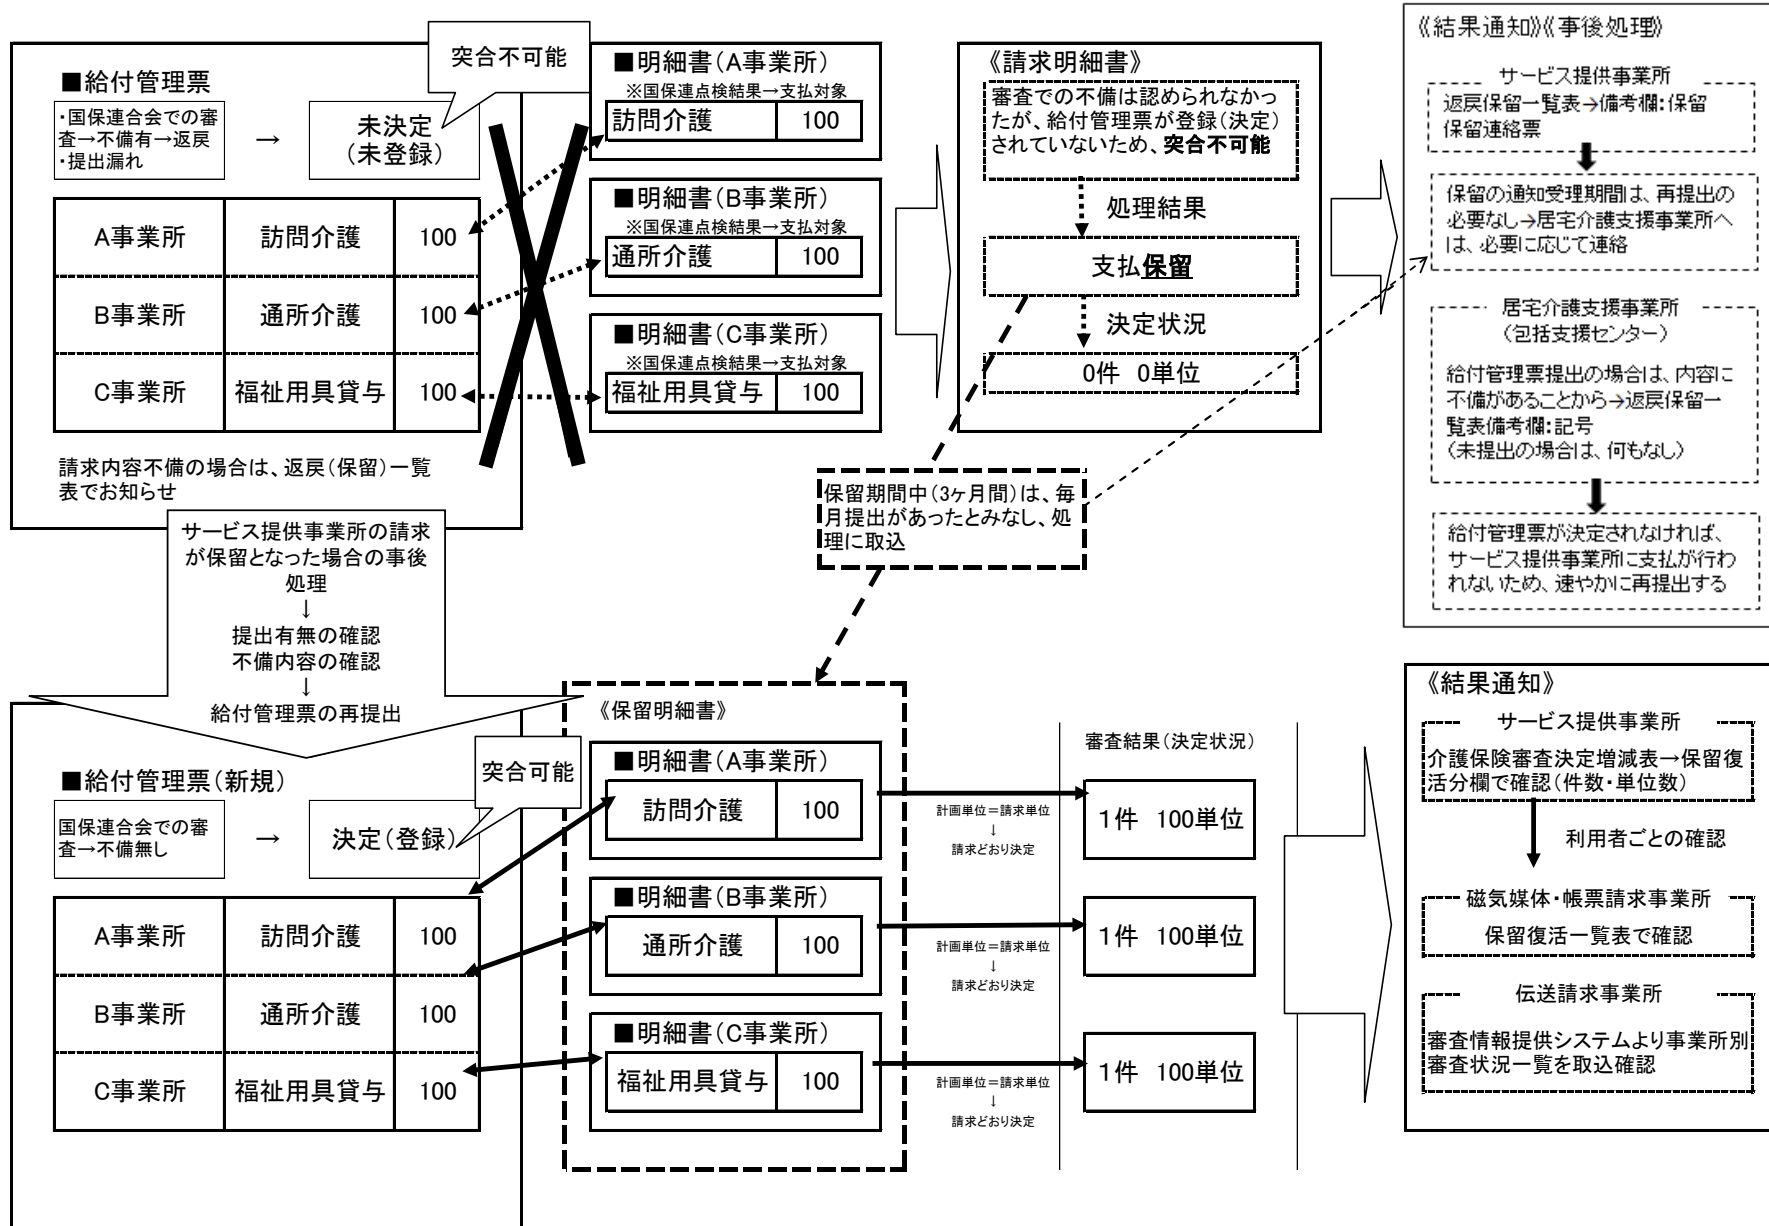 突合不可能
■給付管理票
・国保連合会での審
査→不備有→返戻
・提出漏れ
→
未決定
(未登録)
A事業所 訪問介護 100
B事業所 通所介護 100
C事業所 福祉用具貸与 100
請求内容不備の場合は、返戻(保留)一覧
表でお知らせ
■明細書(A事業所)
※国保連点検結果→支払対象
訪問介護 100
■明細書(B事業所)
※国保連点検結果→支払対象
通所介護 100
■明細書(C事業所)
※国保連点検結果→支払対象
福祉用具貸与 100
《請求明細書》
審査での不備は認められなかっ
たが、給付管理票が登録(決定)
されていないため、突合不可能
処理結果
支払保留
決定状況
0件 0単位
《結果通知》《事後処理》
サービス提供事業所
返戻保留一覧表→備考欄:保留
保留連絡票
保留の通知受理期間は、再提出の
必要なし→居宅介護支援事業所へ
は、必要に応じて連絡
居宅介護支援事業所
(包括支援センター)
給付管理票提出の場合は、内容に
不備があることから→返戻保留一
覧表備考欄:記号
(未提出の場合は、何もなし)
給付管理票が決定されなければ、
サービス提供事業所に支払が行わ
れないため、速やかに再提出する
保留期間中(3ヶ月間)は、毎
月提出があったとみなし、処
理に取込
サービス提供事業所の請求
が保留となった場合の事後
処理
↓
提出有無の確認
不備内容の確認
↓
給付管理票の再提出
突合可能
■給付管理票(新規)
国保連合会での審
査→不備無し
→
決定(登録)
A事業所 訪問介護 100
B事業所 通所介護 100
C事業所 福祉用具貸与 100
《保留明細書》
■明細書(A事業所)
訪問介護 100
■明細書(B事業所)
通所介護 100
■明細書(C事業所)
福祉用具貸与 100
計画単位=請求単位
↓
請求どおり決定
計画単位=請求単位
↓
請求どおり決定
計画単位=請求単位
↓
請求どおり決定
審査結果(決定状況)
1件 100単位
1件 100単位
1件 100単位
《結果通知》
サービス提供事業所
介護保険審査決定増減表→保留復
活分欄で確認(件数・単位数)
利用者ごとの確認
磁気媒体・帳票請求事業所
保留復活一覧表で確認
伝送請求事業所
審査情報提供システムより事業所別
審査状況一覧を取込確認